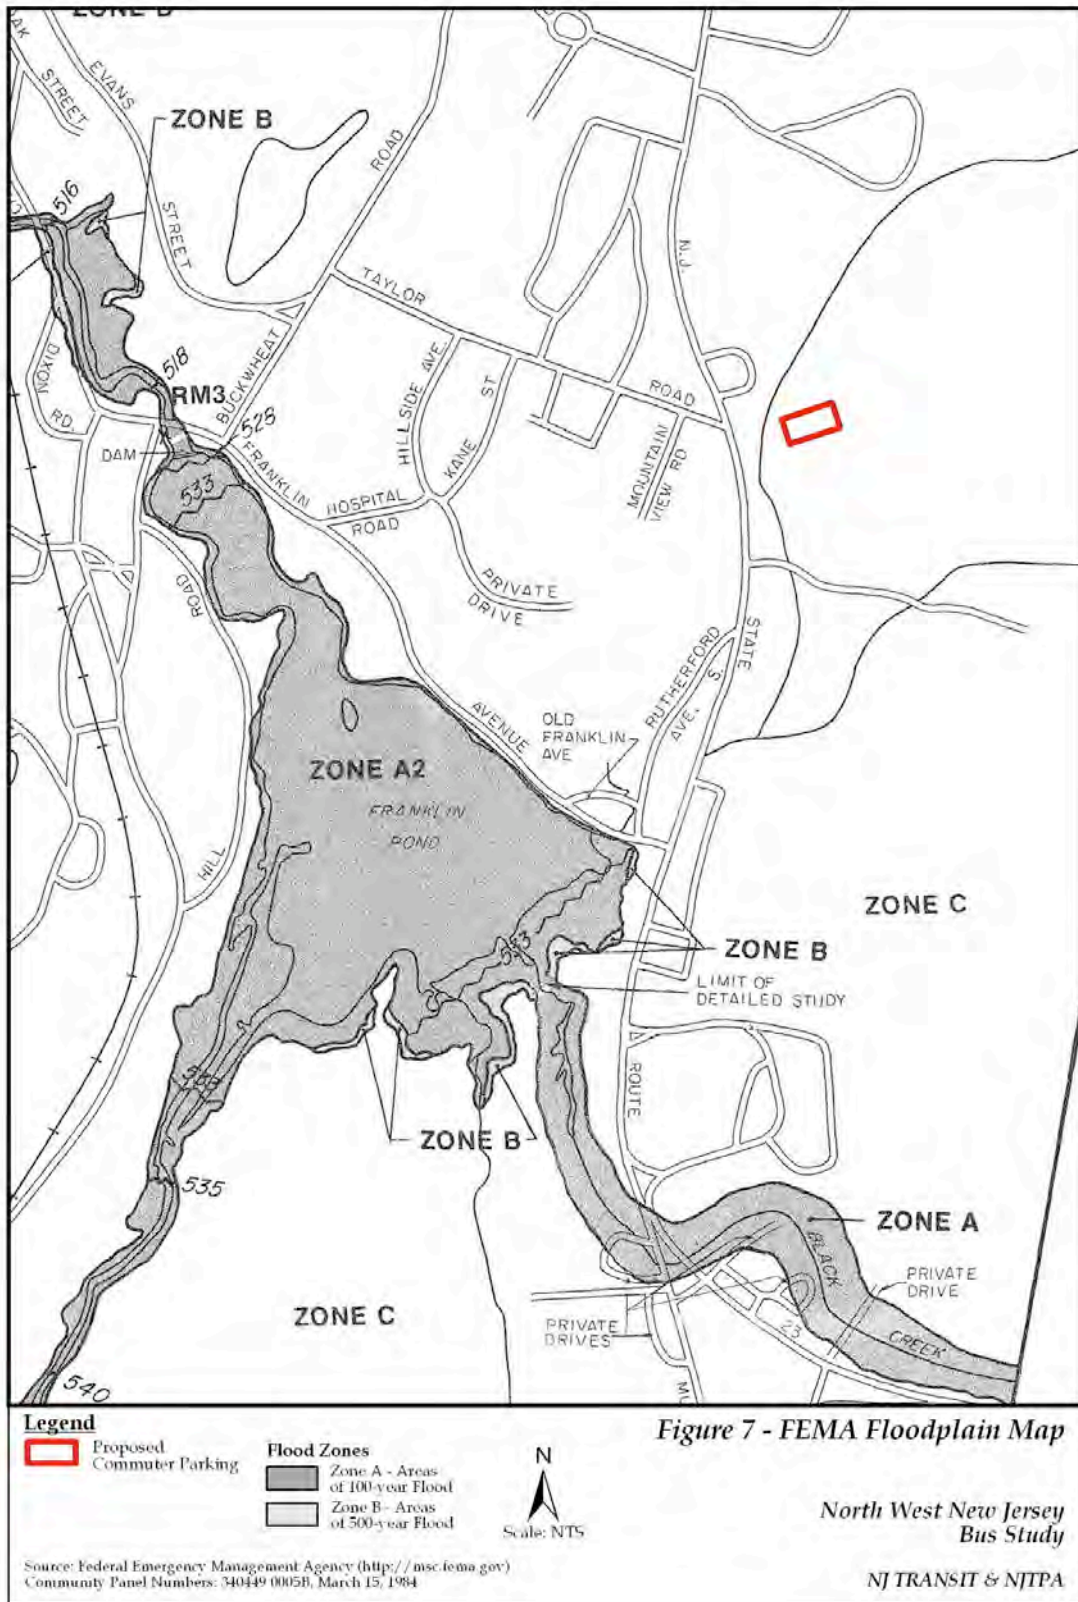 ZONE B
OAK
STREET
EVANS
STREET
ZONE B
ROAD
516
TAYLOR
ROAD
N.J.
DIXON
RD.
518
RM3
BUCKWHEAT
528
DAM
533
FRANKLIN
HILLSIDE AVE.
KANE
ST
MOUNTAIN
VIEW RD
HOSPITAL
ROAD
ROAD
PRIVATE
DRIVE
STATE
RUTHERFORD
AVE.
S.
AVENUE
OLD
FRANKLIN
AVE
ZONE A2
FRANKLIN
POND
HILL
ZONE C
533
ZONE B
LIMIT OF
DETAILED STUDY
ROUTE
533
ZONE B
535
ZONE A
BLACK
CREEK
PRIVATE
DRIVE
ZONE C
PRIVATE
DRIVES
23
540
MU
Legend
Proposed
Commuter Parking
Flood Zones
Zone A - Areas
of 100-year Flood
Zone B - Areas
of 500-year Flood
N
Scale: NTS
Figure 7 - FEMA Floodplain Map
North West New Jersey
Bus Study
Source: Federal Emergency Management Agency (http://msc.fema.gov)
Community Panel Numbers: 340449 0005B, March 15, 1984
NJ TRANSIT & NJTPA